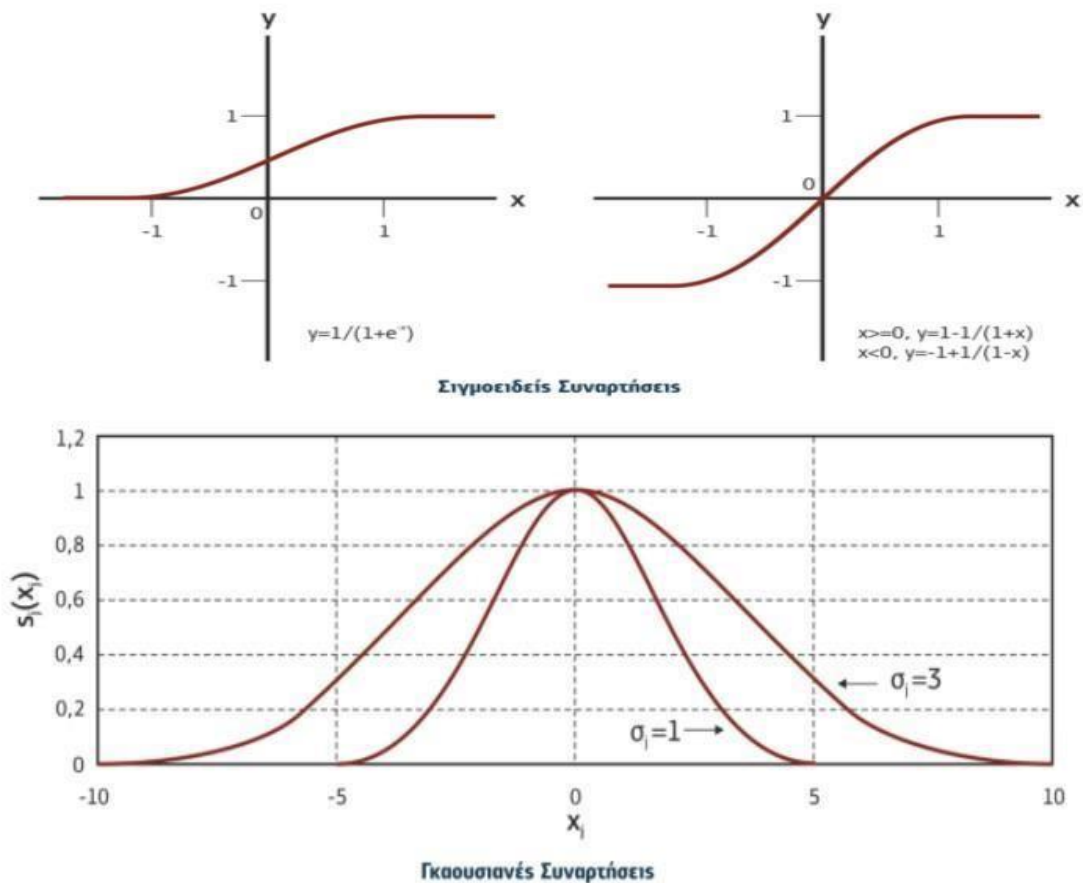 y
1
x
0
-1
1
-1
y=1/(1+e⁻ˣ)
y
1
0
x
-1
1
-1
x>=0, y=1-1/(1+x)
x<0, y=-1+1/(1-x)
Σιγμοειδείς Συναρτήσεις
1,2
1
0,8
0,6
0,4
0,2
0
sⱼ(xⱼ)
σⱼ=3
σⱼ=1
-10
-5
0
5
10
xⱼ
Γκαουσιανές Συναρτήσεις